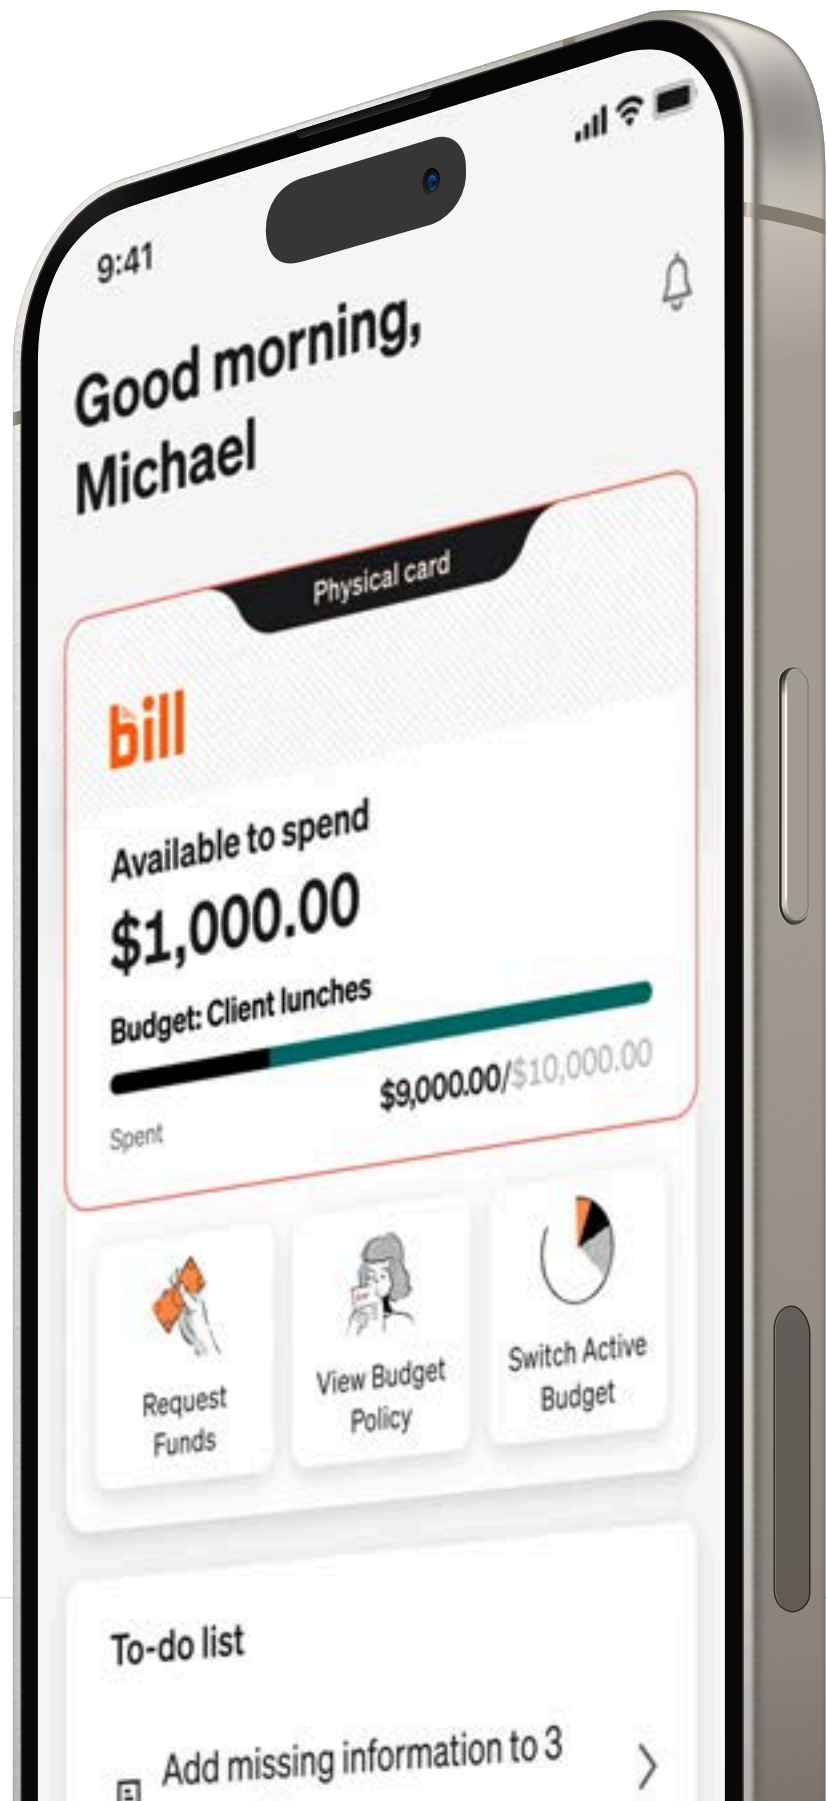 9:41
Good morning,
Michael
Physical card
bill
Available to spend
$1,000.00
Budget: Client lunches
$9,000.00/$10,000.00
Spent
Request
Funds
View Budget
Policy
Switch Active
Budget
To-do list
Add missing information to 3